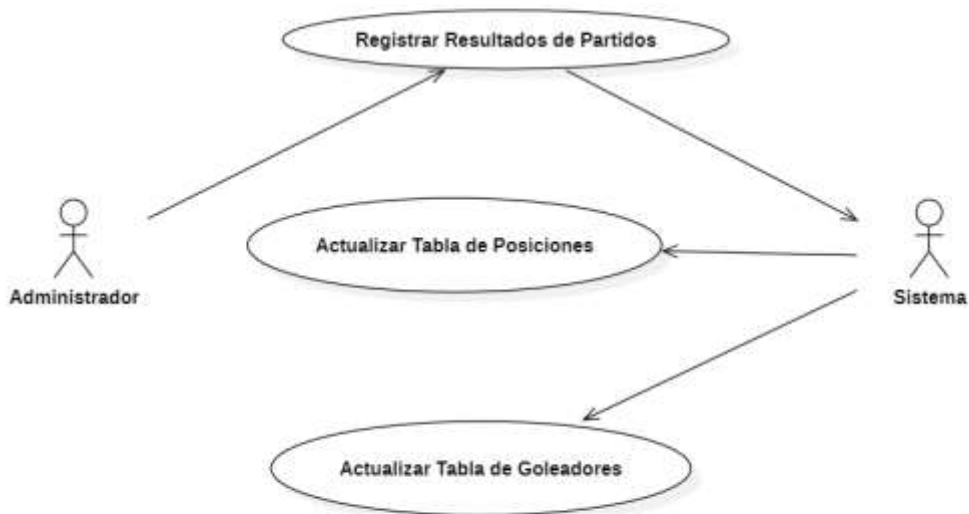 Registrar Resultados de Partidos
Actualizar Tabla de Posiciones
Administrador
Sistema
Actualizar Tabla de Goleadores